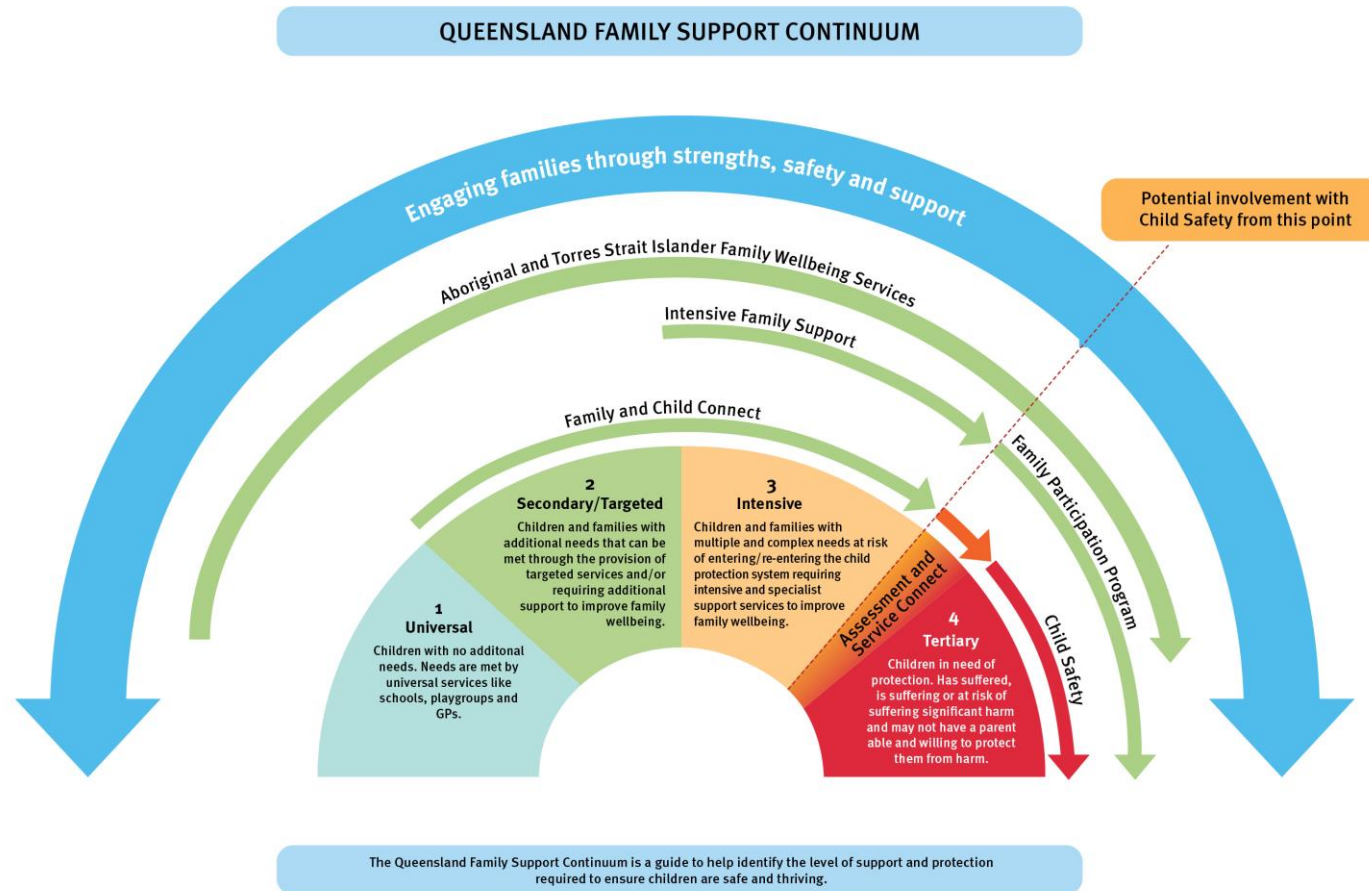 QUEENSLAND FAMILY SUPPORT CONTINUUM
Engaging families through strengths, safety and support
Potential involvement with
Child Safety from this point
Aboriginal and Torres Strait Islander Family Wellbeing Services
Intensive Family Support
Family and Child Connect
Family Participation Program
Child Safety
1
Universal
Children with no additonal
needs. Needs are met by
universal services like
schools, playgroups and
GPs.
2
Secondary/Targeted
Children and families with
additional needs that can be
met through the provision of
targeted services and/or
requiring additional
support to improve family
wellbeing.
3
Intensive
Children and families with
multiple and complex needs at risk
of entering/re-entering the child
protection system requiring
intensive and specialist
support services to improve
family wellbeing.
Assessment and
Service Connect
4
Tertiary
Children in need of
protection. Has suffered,
is suffering or at risk of
suffering significant harm
and may not have a parent
able and willing to protect
them from harm.
The Queensland Family Support Continuum is a guide to help identify the level of support and protection
required to ensure children are safe and thriving.